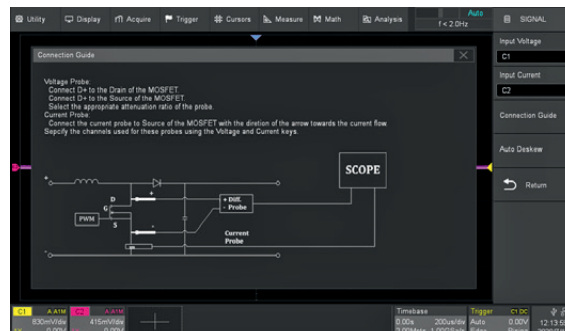 Utility Display Acquire Trigger Cursors Measure Math Analysis Auto SIGNAL
f < 2.0Hz
Connection Guide
Input Voltage
C1
Input Current
C2
Connection Guide
Auto Deskew
Return
Voltage Probe:
Connect D+ to the Drain of the MOSFET
Connect D+ to the Source of the MOSFET
Select the appropriate attenuation ratio of the probe.
Current Probe:
Connect the current probe to Source of the MOSFET with the diretion of the arrow towards the current flow.
Sepcify the channels used for these probes using the Voltage and Current keys.
SCOPE
+
D
+
+ Diff.
- Probe
G
PWM
S
-
Current
Probe
-
C1 C2 Timebase Trigger C1 DC
830mV/div 415mV/div 0.00s 200us/div Auto 0.00V
0.00V 0.00V